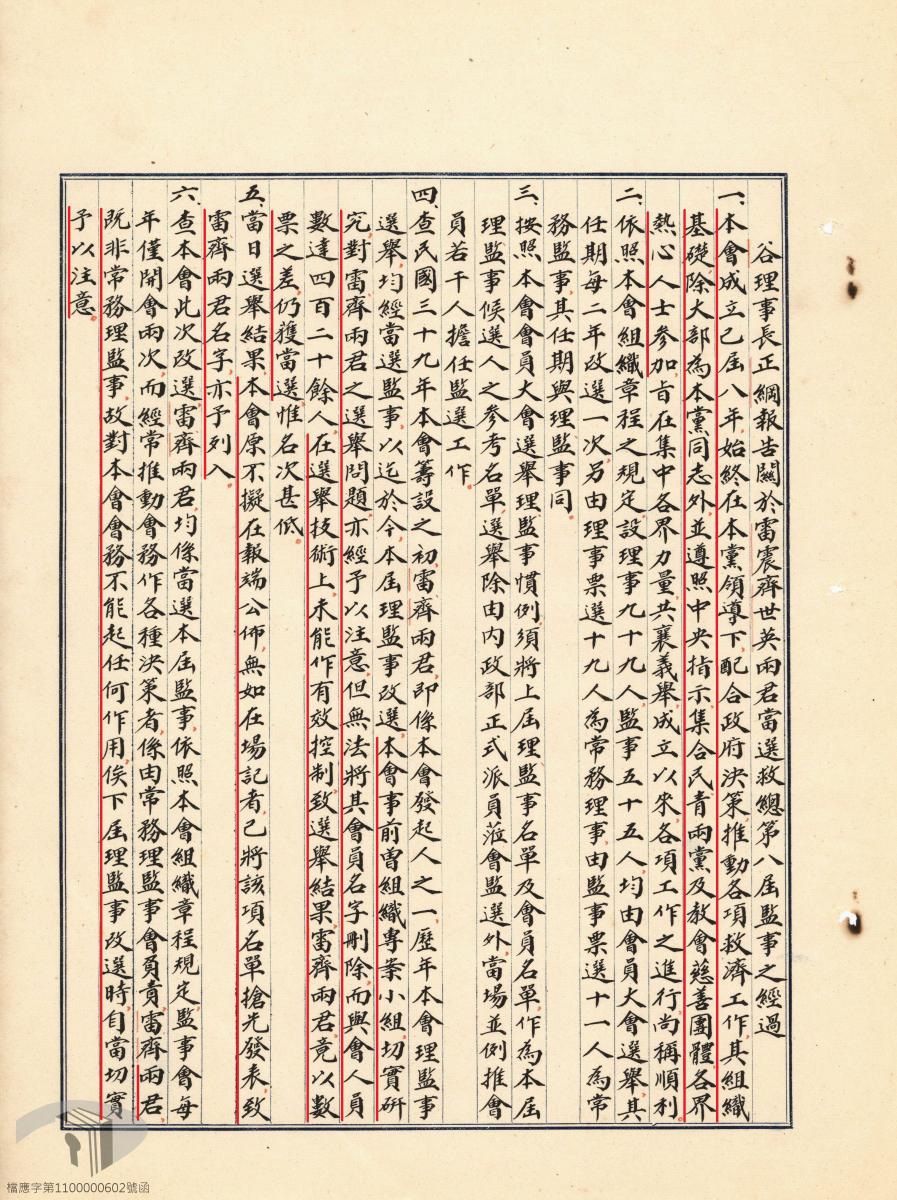 谷理事長正綱報告關於雷震齊世英兩君當選救總第八屆監事之經過
一、本會成立已屆八年，始終在本黨領導下，配合政府決策推動各項救濟工作，其組織
基礎除大部為本黨同志外，並遵照中央指示，集合民青兩黨及教會慈善團體各界
熱心人士參加，旨在集中各界力量，共襄義舉，成立以來，各項工作之進行，尚稱順利。
二、依照本會組織章程之規定，設理事九十九人，監事五十五人，均由會員大會選舉，其
任期每二年改選一次，另由理事票選十九人為常務理事，由監事票選十一人為常
務監事，其任期與理監事同。
三、按照本會會員大會選舉理監事慣例，須將上屆理監事名單及會員名單，作為本屆
理監事候選人之參考名單，選舉除由內政部正式派員蒞會監選外，當場並例推會
員若干人擔任監選工作。
四、查民國三十九年本會籌設之初，雷齊兩君，即係本會發起人之一，歷年本會理監事
選舉，均經當選監事，以迄於今，本屆理監事改選，本會事前曾組織專案小組，切實研
究，對雷齊兩君之選舉問題，亦經予以注意，但無法將其會員名字刪除，而與會人員
數達四百二十餘人，在選舉技術上，未能作有效控制，致選舉結果，雷齊兩君，竟以數
票之差，仍獲當選，惟名次甚低。
五、當日選舉結果，本會原不擬在報端公佈，無如在場記者，已將該項名單搶先發表，致
雷齊兩君名字，亦予列入。
六、查本會此次改選，雷齊兩君，均係當選本屆監事，依照本會組織章程規定，監事會每
年僅開會兩次，而經常推動會務，作各種決策者，係由常務理監事會負責，雷齊兩君，
既非常務理監事，故對本會會務不能起任何作用，俟下屆理監事改選時，自當切實
予以注意。
檔應字第1100000602號函